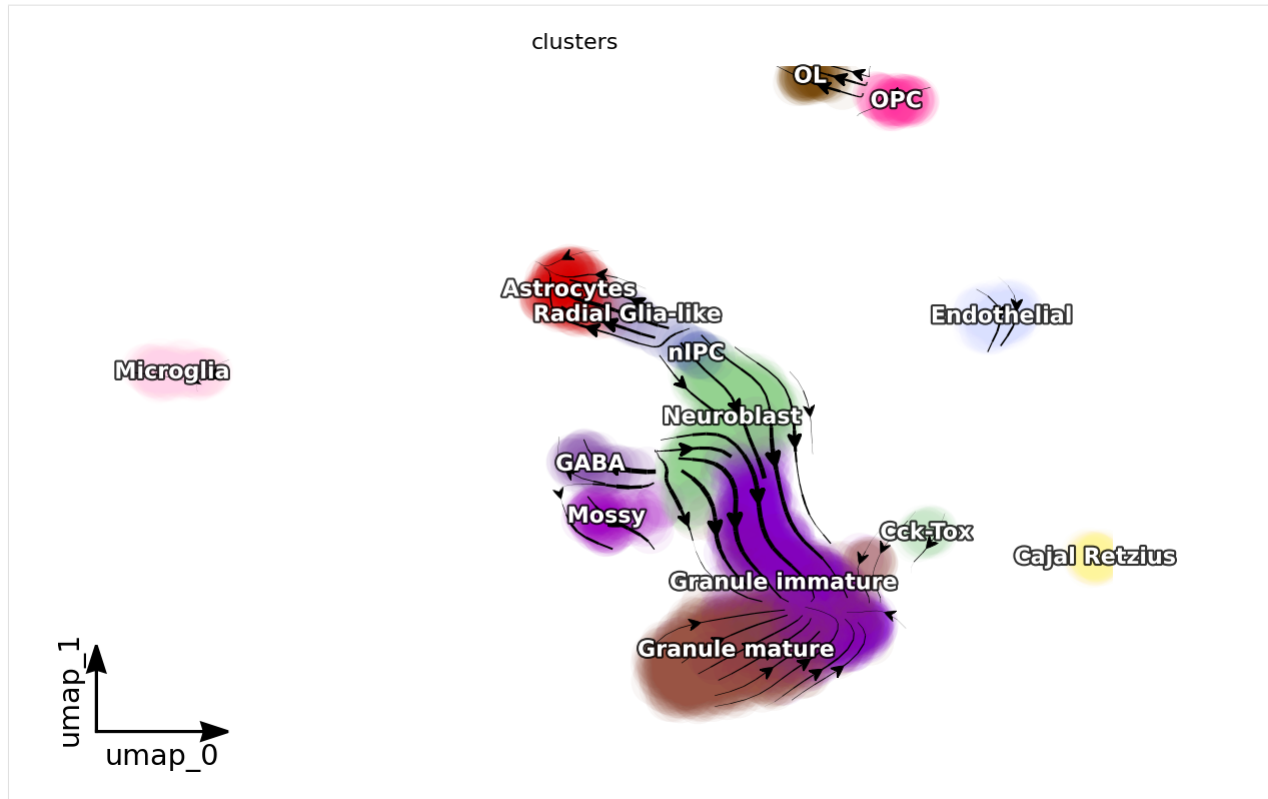 clusters
OL
OPC
Astrocytes
Radial Glia-like
Endothelial
nIPC
Microglia
Neuroblast
GABA
Mossy
Cck-Tox
Cajal Retzius
Granule immature
Granule mature
umap_1
umap_0